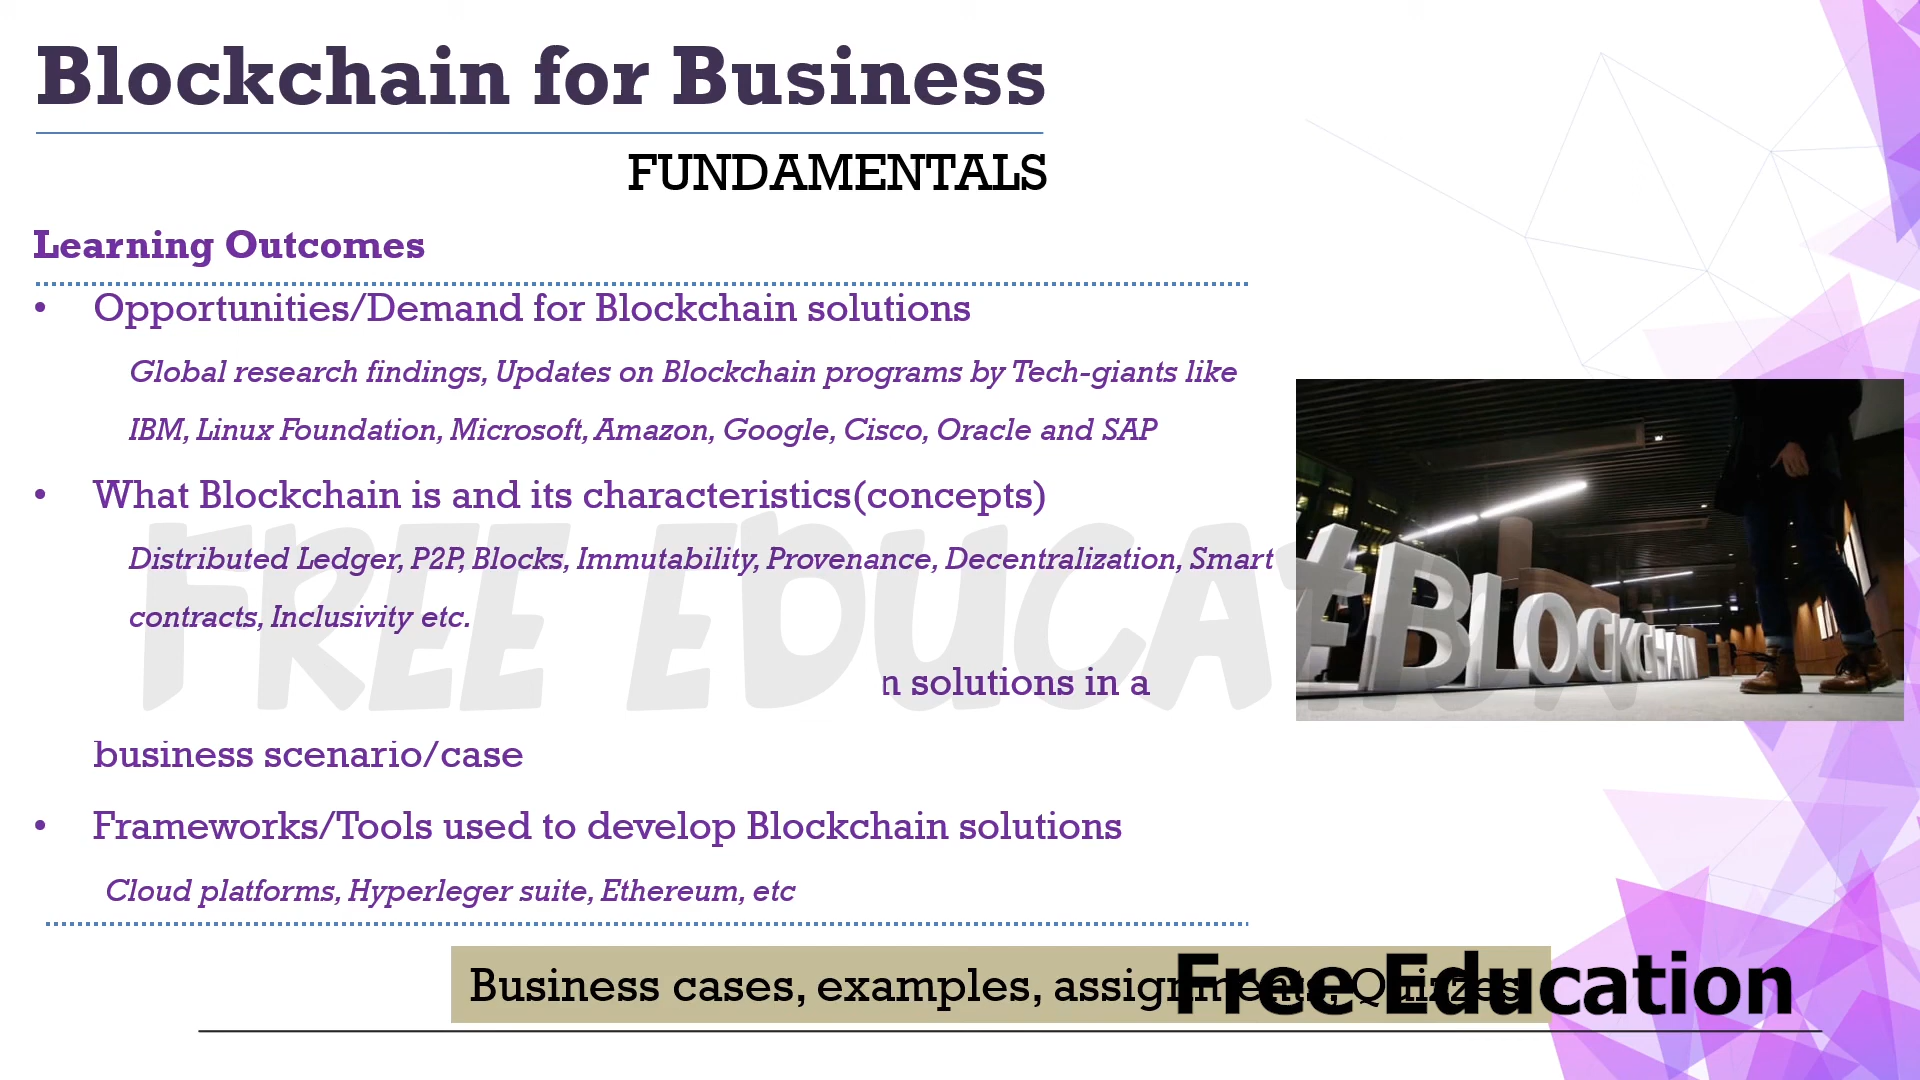 Blockchain for Business
FUNDAMENTALS
Learning Outcomes
• Opportunities/Demand for Blockchain solutions
Global research findings, Updates on Blockchain programs by Tech-giants like
IBM, Linux Foundation, Microsoft, Amazon, Google, Cisco, Oracle and SAP
• What Blockchain is and its characteristics(concepts)
Distributed Ledger, P2P, Blocks, Immutability, Provenance, Decentralization, Smart
contracts, Inclusivity etc.
FREE EDUCATION
#BLOCKCHAIN
n solutions in a
business scenario/case
• Frameworks/Tools used to develop Blockchain solutions
Cloud platforms, Hyperleger suite, Ethereum, etc
Business cases, examples, assignments, Quizzes
Free Education